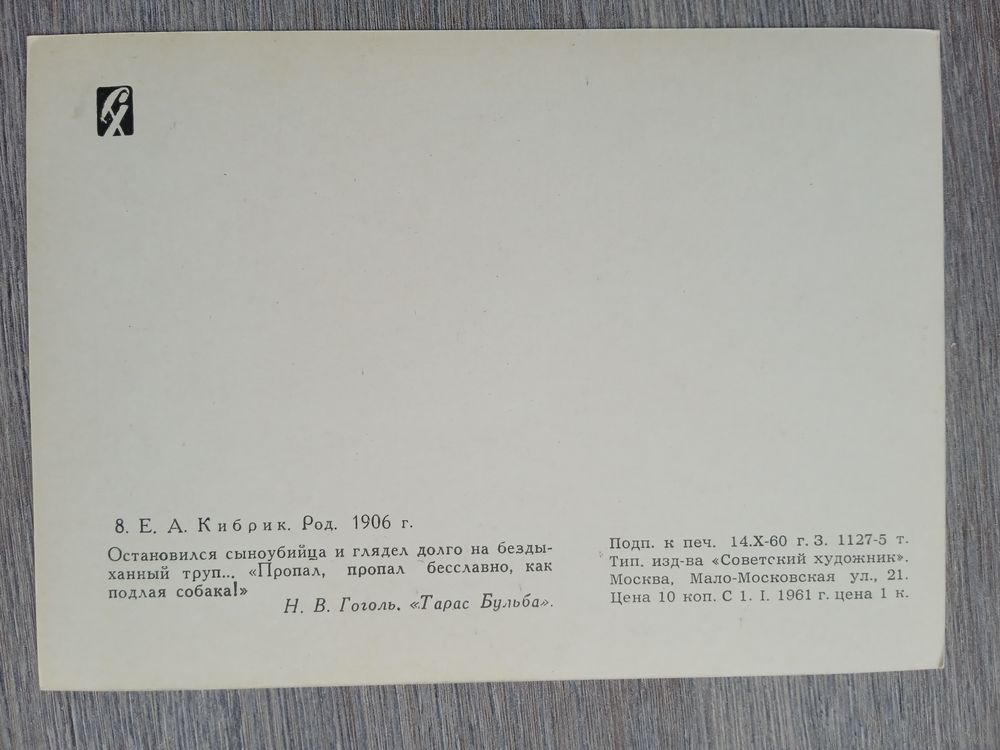 8. Е. А. Кибрик. Род. 1906 г.
Остановился сыноубийца и глядел долго на безды-
ханный труп... «Пропал, пропал бесславно, как
подлая собака!»
Н. В. Гоголь. «Тарас Бульба».
Подп. к печ. 14.X-60 г. З. 1127-5 т.
Тип. изд-ва «Советский художник».
Москва, Мало-Московская ул., 21.
Цена 10 коп. С 1. I. 1961 г. цена 1 к.